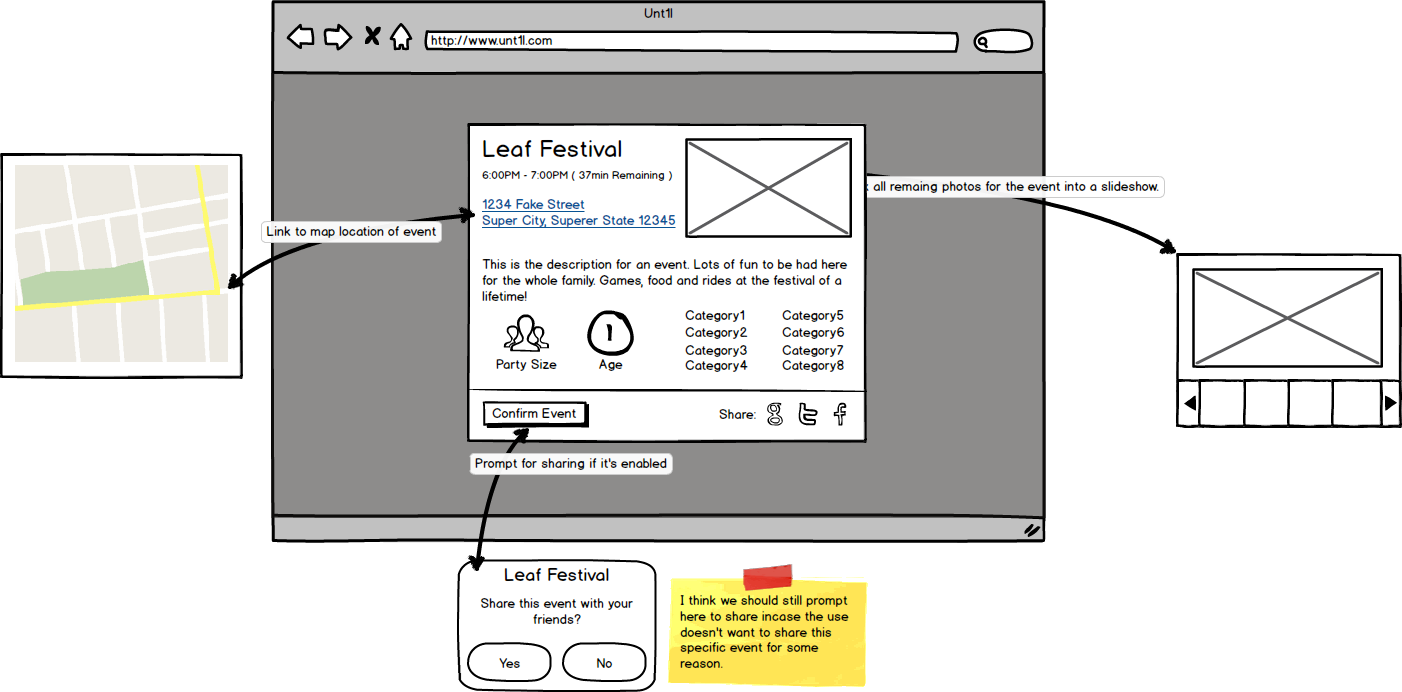 Unt1l
http://www.unt1l.com
Leaf Festival
6:00PM - 7:00PM ( 37min Remaining )
1234 Fake Street
Super City, Superer State 12345
Link to map location of event
all remaing photos for the event into a slideshow.
This is the description for an event. Lots of fun to be had here
for the whole family. Games, food and rides at the festival of a
lifetime!
1
Party Size
Age
Category1
Category2
Category3
Category4
Category5
Category6
Category7
Category8
Confirm Event
Share:
Prompt for sharing if it's enabled
Leaf Festival
Share this event with your
friends?
Yes
No
I think we should still prompt
here to share incase the use
doesn't want to share this
specific event for some
reason.